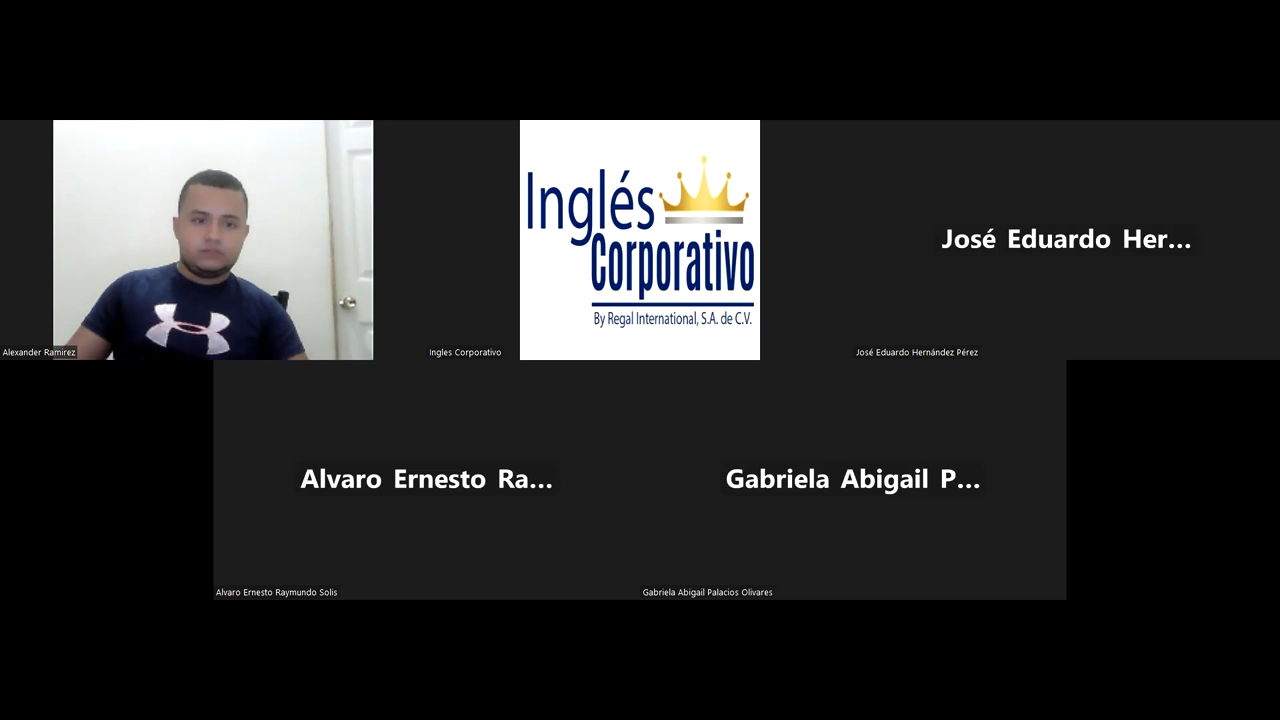 Inglés
Corporativo
By Regal International, S.A. de C.V.
José Eduardo Her...
Alexander Ramirez
Ingles Corporativo
José Eduardo Hernández Pérez
Alvaro Ernesto Ra...
Gabriela Abigail P...
Alvaro Ernesto Raymundo Solis
Gabriela Abigail Palacios Olivares